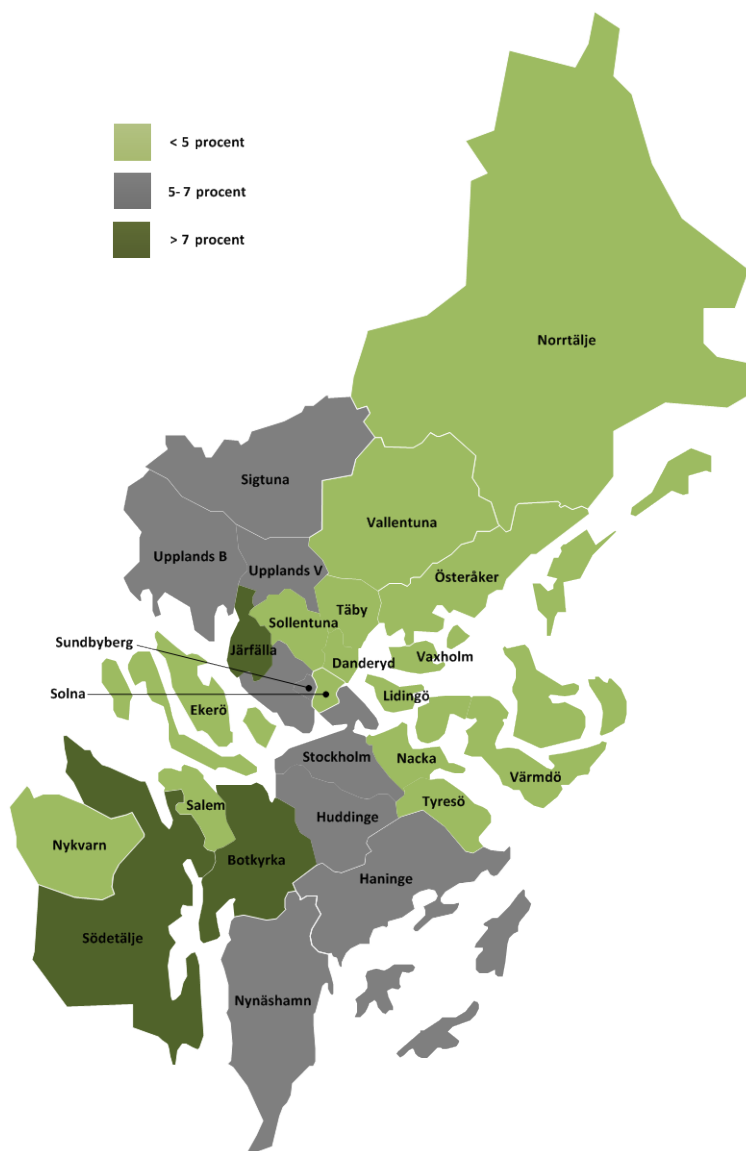 < 5 procent
5- 7 procent
> 7 procent
Norrtälje
Sigtuna
Vallentuna
Upplands B
Upplands V
Österåker
Täby
Sollentuna
Sundbyberg
Järfälla
Danderyd
Vaxholm
Solna
Lidingö
Ekerö
Stockholm
Nacka
Värmdö
Salem
Tyresö
Huddinge
Nykvarn
Botkyrka
Haninge
Södetälje
Nynäshamn